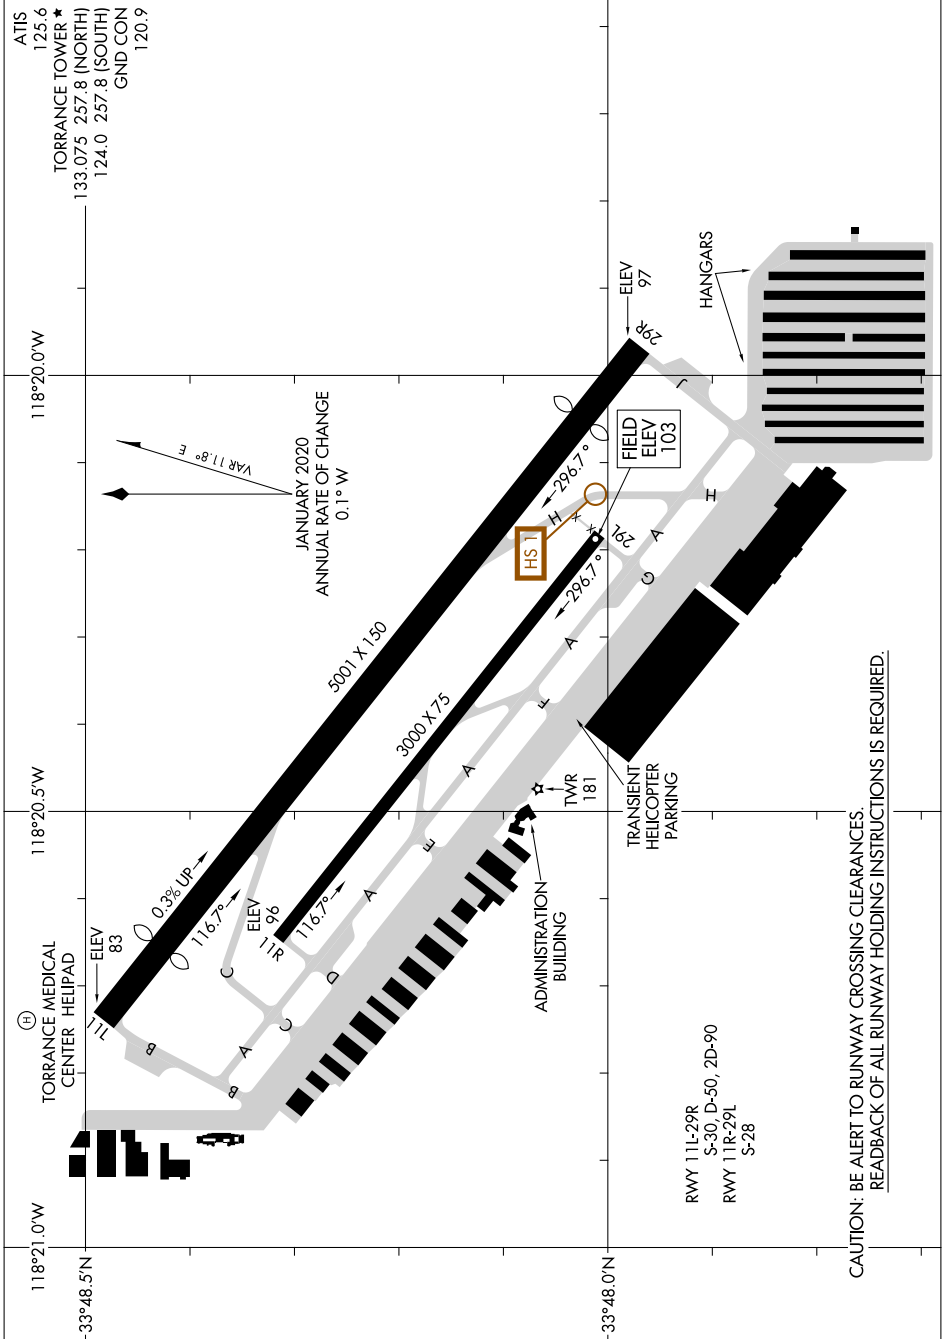 ATIS
125.6
TORRANCE TOWER ★
133.075 257.8 (NORTH)
124.0 257.8 (SOUTH)
GND CON
120.9
118°21.0'W
118°20.5'W
118°20.0'W
33°48.5'N
33°48.0'N
H
TORRANCE MEDICAL
CENTER HELIPAD
ELEV
83
11L
0.3% UP
116.7°
ELEV
96
11R
116.7°
JANUARY 2020
ANNUAL RATE OF CHANGE
0.1° W
VAR 11.8° E
5001 X 150
3000 X 75
HS 1
296.7°
296.7°
29L
FIELD
ELEV
103
ELEV
97
29R
HANGARS
B
B
A
C
C
D
A
E
A
F
A
G
A
H
H
J
X
X
TWR
181
ADMINISTRATION
BUILDING
TRANSIENT
HELICOPTER
PARKING
RWY 11L-29R
S-30, D-50, 2D-90
RWY 11R-29L
S-28
CAUTION: BE ALERT TO RUNWAY CROSSING CLEARANCES.
READBACK OF ALL RUNWAY HOLDING INSTRUCTIONS IS REQUIRED.